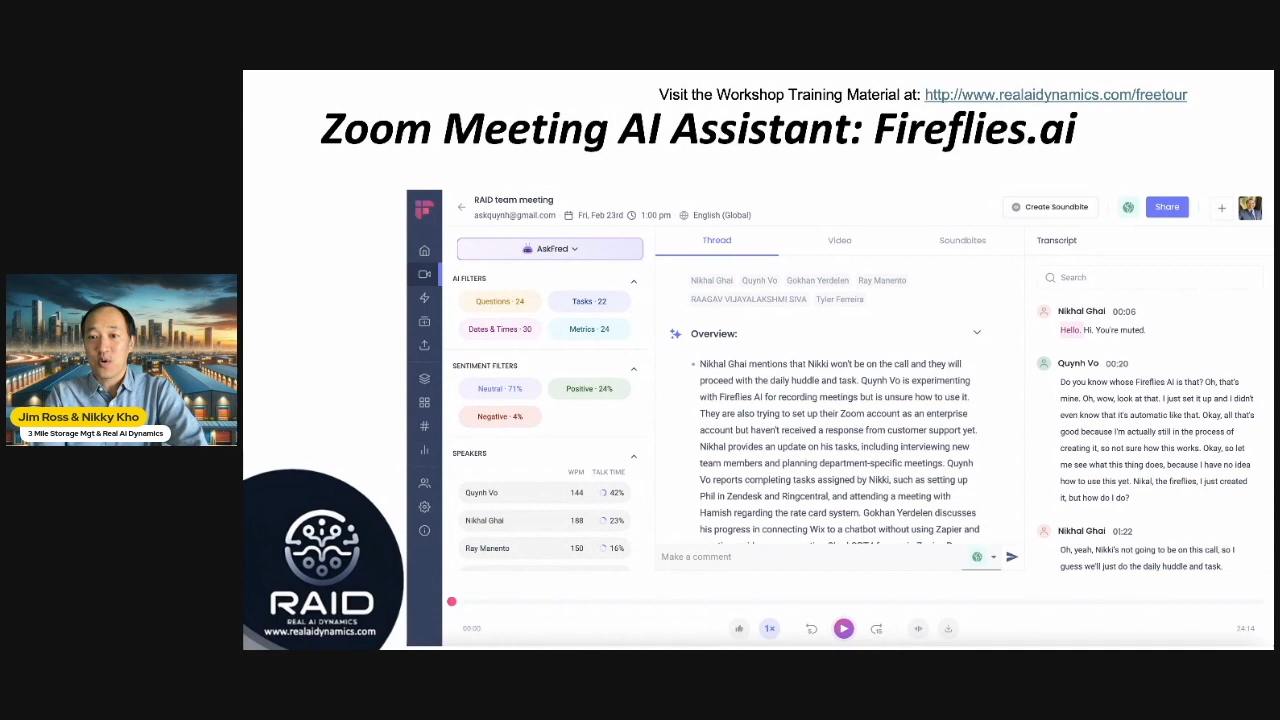 Visit the Workshop Training Material at: http://www.realaidynamics.com/freetour
Zoom Meeting AI Assistant: Fireflies.ai
RAID team meeting
askquynh@gmail.com Fri, Feb 23rd 1:00 pm English (Global)
Create Soundbite
Share
AskFred
AI FILTERS
Questions · 24
Tasks · 22
Dates & Times · 30
Metrics · 24
SENTIMENT FILTERS
Neutral · 71%
Positive · 24%
Negative · 4%
SPEAKERS
WPM TALK TIME
Quynh Vo 144 42%
Nikhal Ghai 188 23%
Ray Manento 150 16%
Thread
Video
Soundbites
Nikhal Ghai Quynh Vo Gokhan Yerdelen Ray Manento
RAAGAV VIJAYALAKSHMI SIVA Tyler Ferreira
Overview:
Nikhal Ghai mentions that Nikki won't be on the call and they will
proceed with the daily huddle and task. Quynh Vo is experimenting
with Fireflies AI for recording meetings but is unsure how to use it.
They are also trying to set up their Zoom account as an enterprise
account but haven't received a response from customer support yet.
Nikhal provides an update on his tasks, including interviewing new
team members and planning department-specific meetings. Quynh
Vo reports completing tasks assigned by Nikki, such as setting up
Phil in Zendesk and Ringcentral, and attending a meeting with
Hamish regarding the rate card system. Gokhan Yerdelen discusses
his progress in connecting Wix to a chatbot without using Zapier and
Make a comment
Transcript
Search
Nikhal Ghai 00:06
Hello. Hi. You're muted.
Quynh Vo 00:20
Do you know whose Fireflies AI is that? Oh, that's
mine. Oh, wow, look at that. I just set it up and I didn't
even know that it's automatic like that. Okay, all that's
good because I'm actually still in the process of
creating it, so not sure how this works. Okay, so let
me see what this thing does, because I have no idea
how to use this yet. Nikal, the fireflies, I just created
it, but how do I do?
Nikhal Ghai 01:22
Oh, yeah, Nikki's not going to be on this call, so I
guess we'll just do the daily huddle and task.
00:00
1×
5
15
24:14
Jim Ross & Nikky Kho
3 Mile Storage Mgt & Real AI Dynamics
RAID
REAL AI DYNAMICS
www.realaidynamics.com